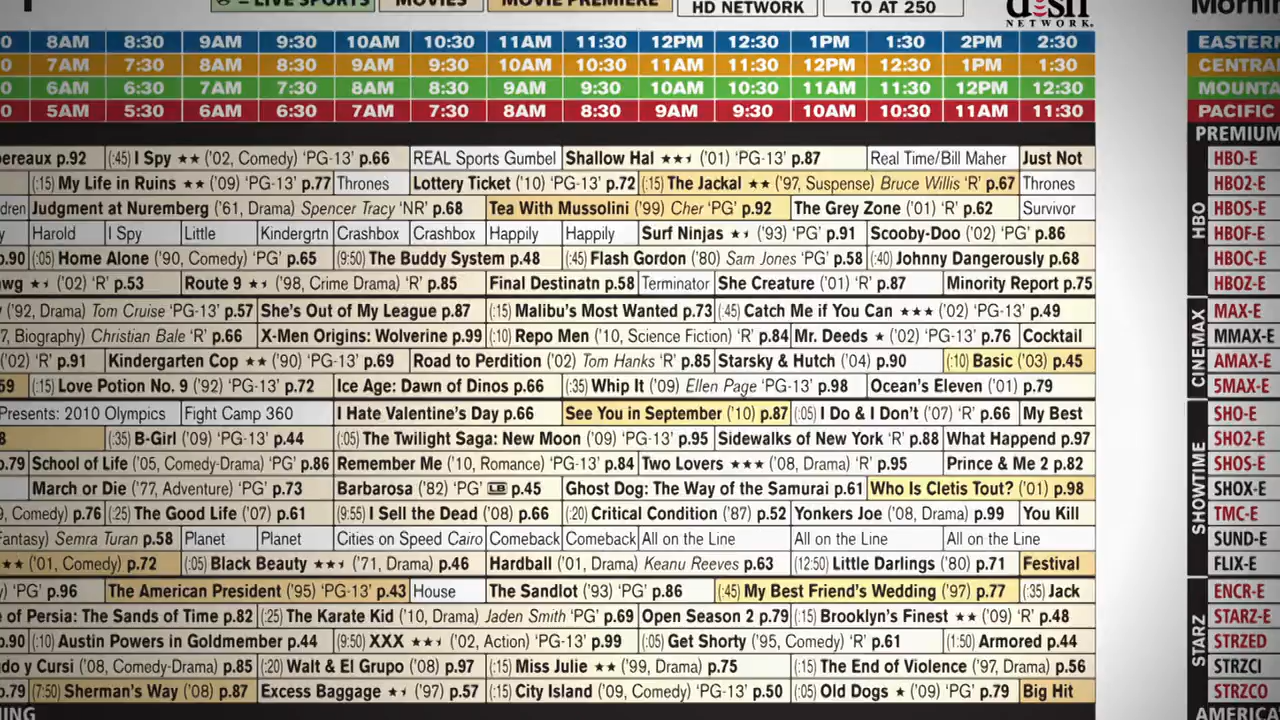 = LIVE SPORTS MOVIES MOVIE PREMIERE HD NETWORK TO AT 250 dish Mornin
NETWORK.
0 8AM 8:30 9AM 9:30 10AM 10:30 11AM 11:30 12PM 12:30 1PM 1:30 2PM 2:30 EASTER
0 7AM 7:30 8AM 8:30 9AM 9:30 10AM 10:30 11AM 11:30 12PM 12:30 1PM 1:30 CENTRA
0 6AM 6:30 7AM 7:30 8AM 8:30 9AM 9:30 10AM 10:30 11AM 11:30 12PM 12:30 MOUNTA
0 5AM 5:30 6AM 6:30 7AM 7:30 8AM 8:30 9AM 9:30 10AM 10:30 11AM 11:30 PACIFIC
PREMIUM
pereaux p.92 (:45) I Spy ★★ ('02, Comedy) 'PG-13' p.66 REAL Sports Gumbel Shallow Hal ★★⯨ ('01) 'PG-13' p.87 Real Time/Bill Maher Just Not HBO-E
(:15) My Life in Ruins ★★ ('09) 'PG-13' p.77 Thrones Lottery Ticket ('10) 'PG-13' p.72 (:15) The Jackal ★★ ('97, Suspense) Bruce Willis 'R' p.67 Thrones HBO2-E
dren Judgment at Nuremberg ('61, Drama) Spencer Tracy 'NR' p.68 Tea With Mussolini ('99) Cher 'PG' p.92 The Grey Zone ('01) 'R' p.62 Survivor HBOS-E
HBO
y Harold I Spy Little Kindergrtn Crashbox Crashbox Happily Happily Surf Ninjas ★⯨ ('93) 'PG' p.91 Scooby-Doo ('02) 'PG' p.86 HBOF-E
p.90 (:05) Home Alone ('90, Comedy) 'PG' p.65 (9:50) The Buddy System p.48 (:45) Flash Gordon ('80) Sam Jones 'PG' p.58 (:40) Johnny Dangerously p.68 HBOC-E
awg ★⯨ ('02) 'R' p.53 Route 9 ★⯨ ('98, Crime Drama) 'R' p.85 Final Destinatn p.58 Terminator She Creature ('01) 'R' p.87 Minority Report p.75 HBOZ-E
('92, Drama) Tom Cruise 'PG-13' p.57 She's Out of My League p.87 (:15) Malibu's Most Wanted p.73 (:45) Catch Me if You Can ★★★ ('02) 'PG-13' p.49 MAX-E
7, Biography) Christian Bale 'R' p.66 X-Men Origins: Wolverine p.99 (:10) Repo Men ('10, Science Fiction) 'R' p.84 Mr. Deeds ★ ('02) 'PG-13' p.76 Cocktail MMAX-E
CINEMAX
('02) 'R' p.91 Kindergarten Cop ★★ ('90) 'PG-13' p.69 Road to Perdition ('02) Tom Hanks 'R' p.85 Starsky & Hutch ('04) p.90 (:10) Basic ('03) p.45 AMAX-E
59 (:15) Love Potion No. 9 ('92) 'PG-13' p.72 Ice Age: Dawn of Dinos p.66 (:35) Whip It ('09) Ellen Page 'PG-13' p.98 Ocean's Eleven ('01) p.79 5MAX-E
Presents: 2010 Olympics Fight Camp 360 I Hate Valentine's Day p.66 See You in September ('10) p.87 (:05) I Do & I Don't ('07) 'R' p.66 My Best SHO-E
8 (:35) B-Girl ('09) 'PG-13' p.44 (:05) The Twilight Saga: New Moon ('09) 'PG-13' p.95 Sidewalks of New York 'R' p.88 What Happend p.97 SHO2-E
p.79 School of Life ('05, Comedy-Drama) 'PG' p.86 Remember Me ('10, Romance) 'PG-13' p.84 Two Lovers ★★★ ('08, Drama) 'R' p.95 Prince & Me 2 p.82 SHOS-E
SHOWTIME
March or Die ('77, Adventure) 'PG' p.73 Barbarosa ('82) 'PG' LB p.45 Ghost Dog: The Way of the Samurai p.61 Who Is Cletis Tout? ('01) p.98 SHOX-E
9, Comedy) p.76 (:25) The Good Life ('07) p.61 (9:55) I Sell the Dead ('08) p.66 (:20) Critical Condition ('87) p.52 Yonkers Joe ('08, Drama) p.99 You Kill TMC-E
Fantasy) Semra Turan p.58 Planet Planet Cities on Speed Cairo Comeback Comeback All on the Line All on the Line All on the Line SUND-E
★★ ('01, Comedy) p.72 (:05) Black Beauty ★★⯨ ('71, Drama) p.46 Hardball ('01, Drama) Keanu Reeves p.63 (12:50) Little Darlings ('80) p.71 Festival FLIX-E
) 'PG' p.96 The American President ('95) 'PG-13' p.43 House The Sandlot ('93) 'PG' p.86 (:45) My Best Friend's Wedding ('97) p.77 (:35) Jack ENCR-E
e of Persia: The Sands of Time p.82 (:25) The Karate Kid ('10, Drama) Jaden Smith 'PG' p.69 Open Season 2 p.79 (:15) Brooklyn's Finest ★★ ('09) 'R' p.48 STARZ-E
STARZ
p.90 (:10) Austin Powers in Goldmember p.44 (9:50) XXX ★★⯨ ('02, Action) 'PG-13' p.99 (:05) Get Shorty ('95, Comedy) 'R' p.61 (1:50) Armored p.44 STRZED
do y Cursi ('08, Comedy-Drama) p.85 (:20) Walt & El Grupo ('08) p.97 (:15) Miss Julie ★★ ('99, Drama) p.75 (:15) The End of Violence ('97, Drama) p.56 STRZCI
p.79 (7:50) Sherman's Way ('08) p.87 Excess Baggage ★⯨ ('97) p.57 (:15) City Island ('09, Comedy) 'PG-13' p.50 (:05) Old Dogs ★ ('09) 'PG' p.79 Big Hit STRZCO
NING AMERICA